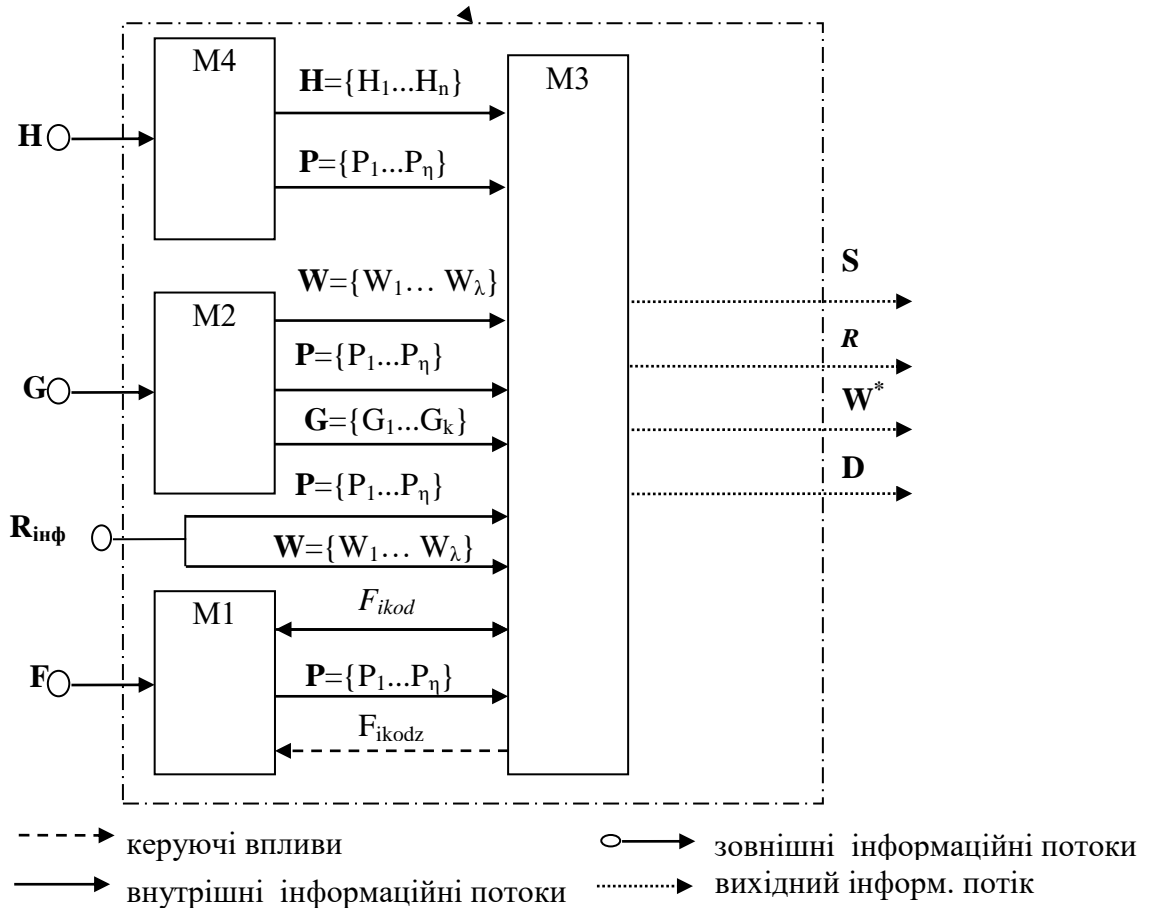 M4
H={H1...Hn}
M3
H
P={P1...Pη}
S
W={W1… Wλ}
M2
R
P={P1...Pη}
G
W*
G={G1...Gk}
D
P={P1...Pη}
Rінф
W={W1… Wλ}
M1
Fikod
F
P={P1...Pη}
Fikodz
керуючі впливи
зовнішні інформаційні потоки
внутрішні інформаційні потоки
вихідний інформ. потік